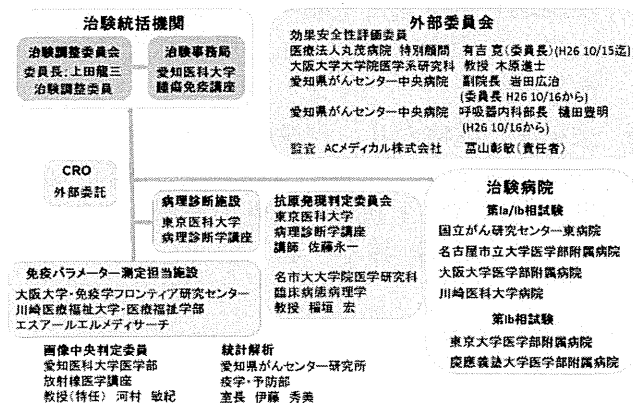 治験統括機関
治験調整委員会
委員長:上田龍三
治験調整委員
治験事務局
愛知医科大学
腫瘍免疫講座
外部委員会
効果安全性評価委員
医療法人丸茂病院 特別顧問 有吉 寛(委員長)(H26 10/15迄)
大阪大学大学院医学系研究科 教授 木原進士
愛知県がんセンター中央病院 副院長 岩田広治
(委員長 H26 10/16から)
愛知県がんセンター中央病院 呼吸器内科部長 樋田豊明
(H26 10/16から)
監査 ACメディカル株式会社 冨山彰敏(責任者)
CRO
外部委託
病理診断施設
東京医科大学
病理診断学講座
抗原発現判定委員会
東京医科大学
病理診断学講座
講師 佐藤永一
名市大大学院医学研究科
臨床病態病理学
教授 稲垣 宏
治験病院
第Ia/Ib相試験
国立がん研究センター東病院
名古屋市立大学医学部附属病院
大阪大学医学部附属病院
川崎医科大学病院
第Ib相試験
東京大学医学部附属病院
慶應義塾大学医学部附属病院
免疫パラメーター測定担当施設
大阪大学・免疫学フロンティア研究センター
川崎医療福祉大学・医療福祉学部
エスアールエルメディサーチ
画像中央判定委員
愛知医科大学医学部
放射線医学講座
教授(特任) 河村 敏紀
統計解析
愛知県がんセンター研究所
疫学・予防部
室長 伊藤 秀美